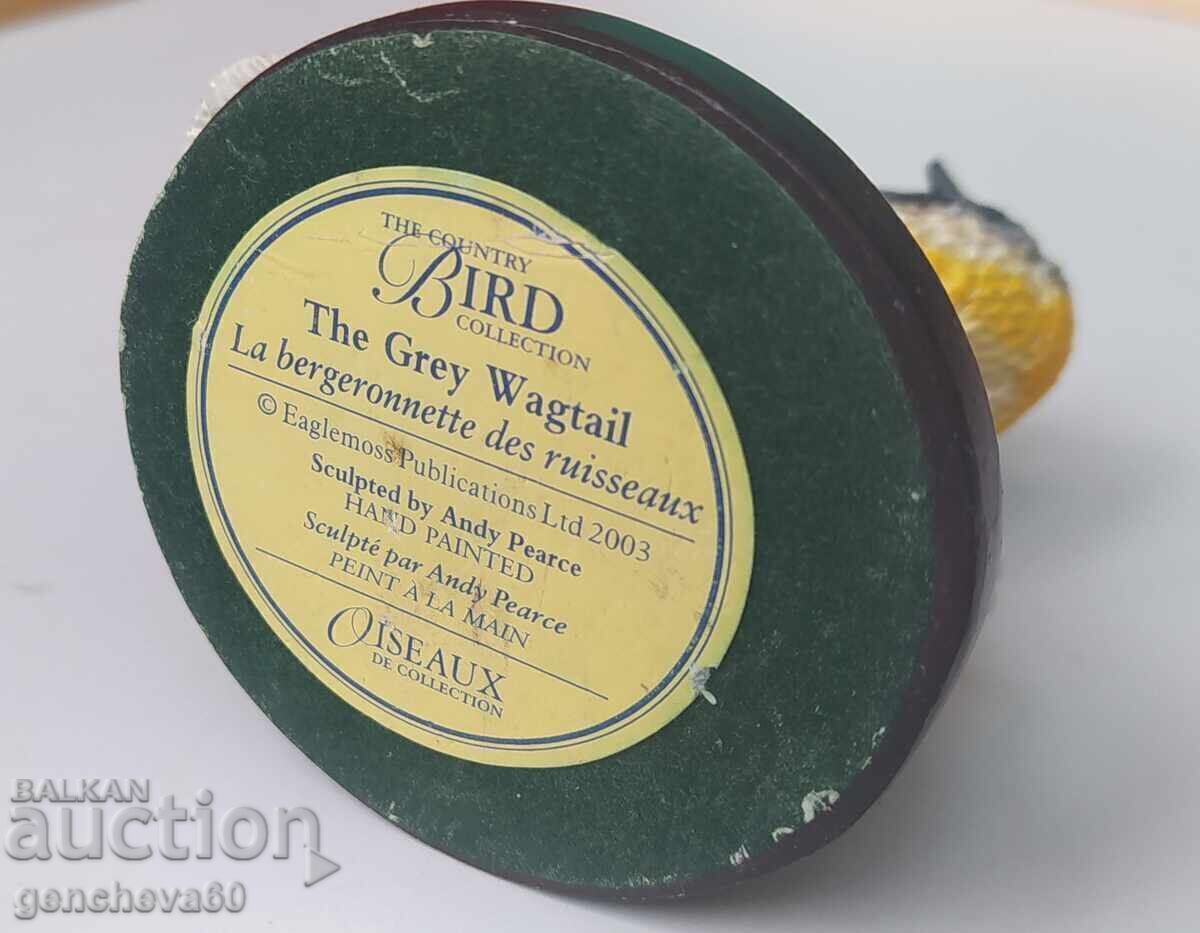 THE COUNTRY
BIRD
COLLECTION
The Grey Wagtail
La bergeronnette des ruisseaux
© Eaglemoss Publications Ltd 2003
Sculpted by Andy Pearce
HAND PAINTED
Sculpté par Andy Pearce
PEINT À LA MAIN
OISEAUX
DE COLLECTION
BALKAN
auction
gencheva60